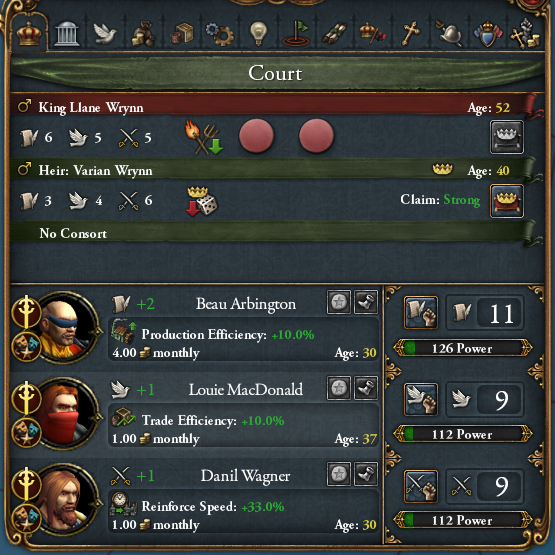 Court
King Llane Wrynn Age: 52
6 5 5
Heir: Varian Wrynn Age: 40
3 4 6 Claim: Strong
No Consort
+2 Beau Arbington
Production Efficiency: +10.0%
4.00 monthly Age: 30
11
126 Power
+1 Louie MacDonald
Trade Efficiency: +10.0%
1.00 monthly Age: 37
9
112 Power
+1 Danil Wagner
Reinforce Speed: +33.0%
1.00 monthly Age: 30
9
112 Power